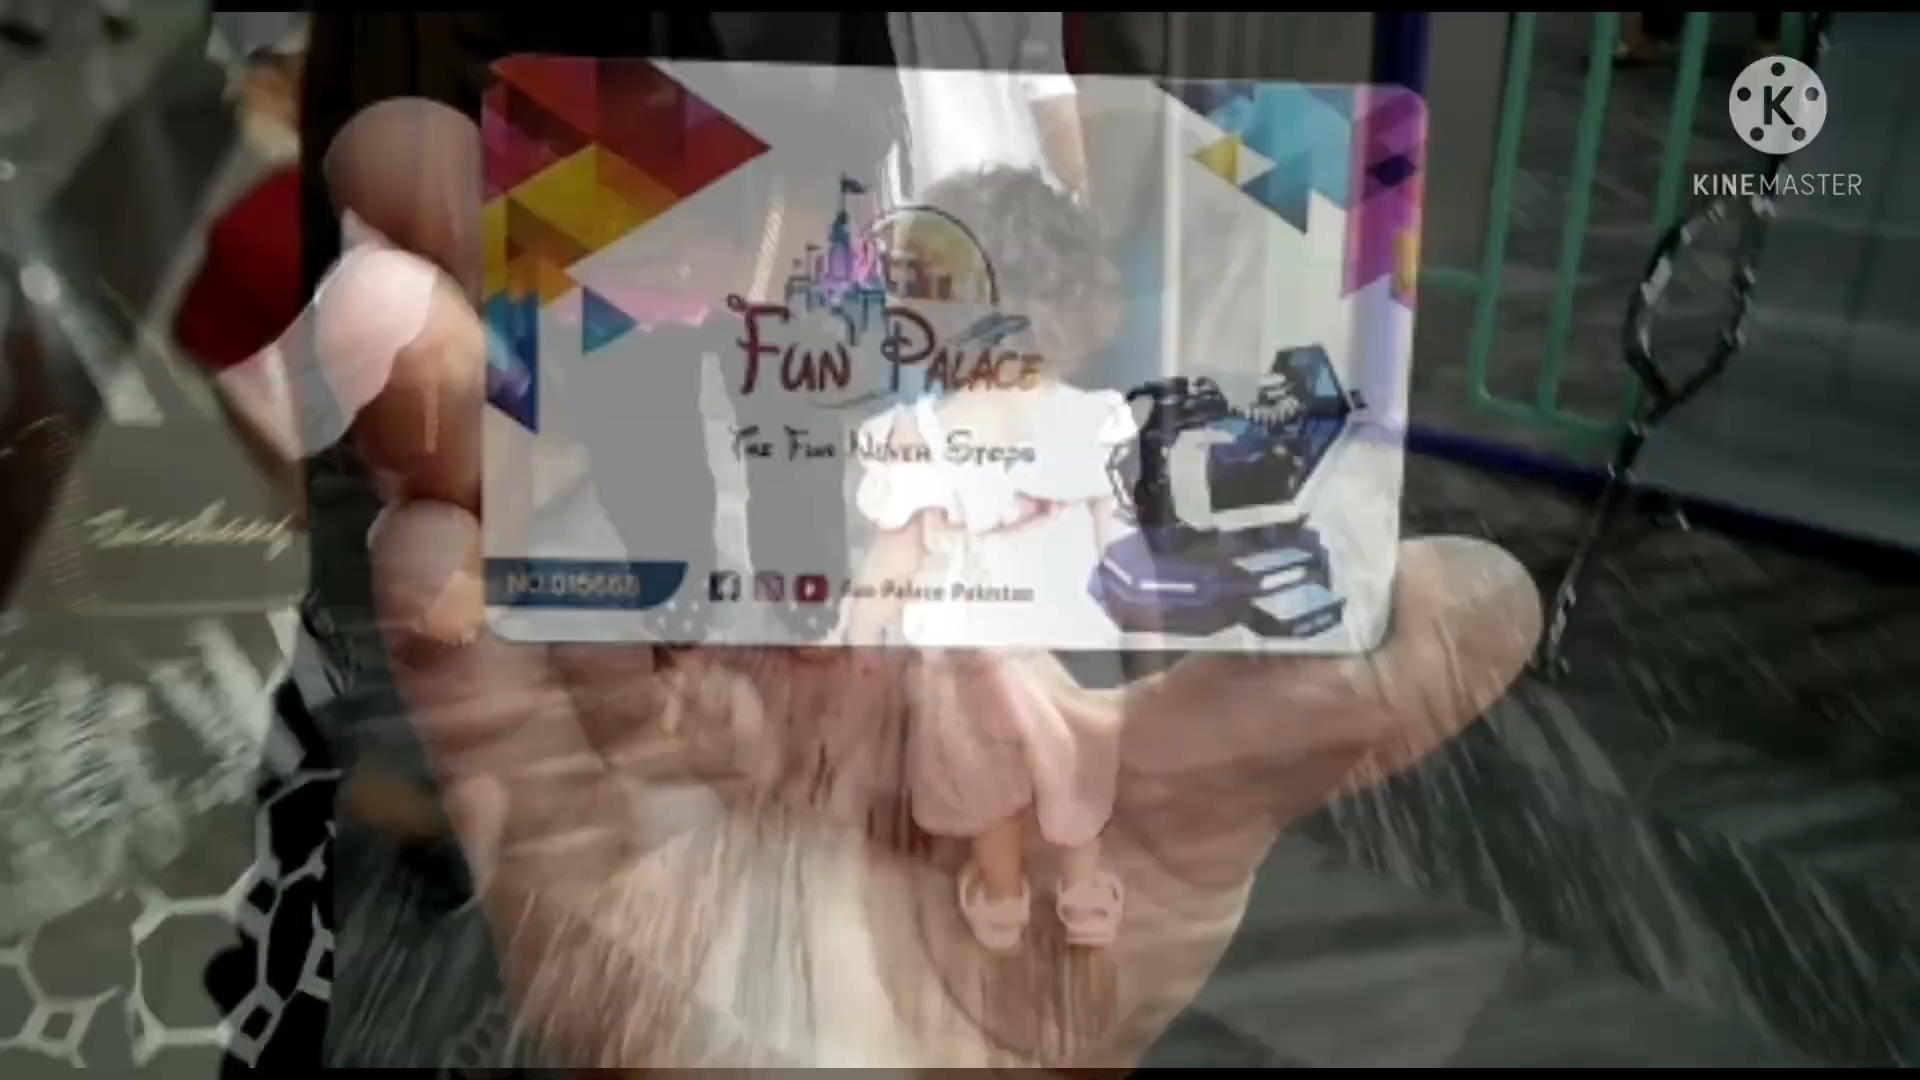 KINEMASTER
FUN PALACE
THE FUN NEVER STOPS
Fun Palace Pakistan